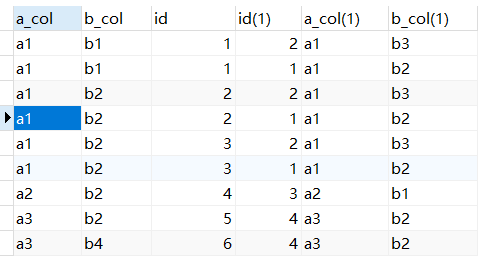 a_col b_col id id(1) a_col(1) b_col(1)
a1 b1 1 2 a1 b3
a1 b1 1 1 a1 b2
a1 b2 2 2 a1 b3
a1 b2 2 1 a1 b2
a1 b2 3 2 a1 b3
a1 b2 3 1 a1 b2
a2 b2 4 3 a2 b1
a3 b2 5 4 a3 b2
a3 b4 6 4 a3 b2